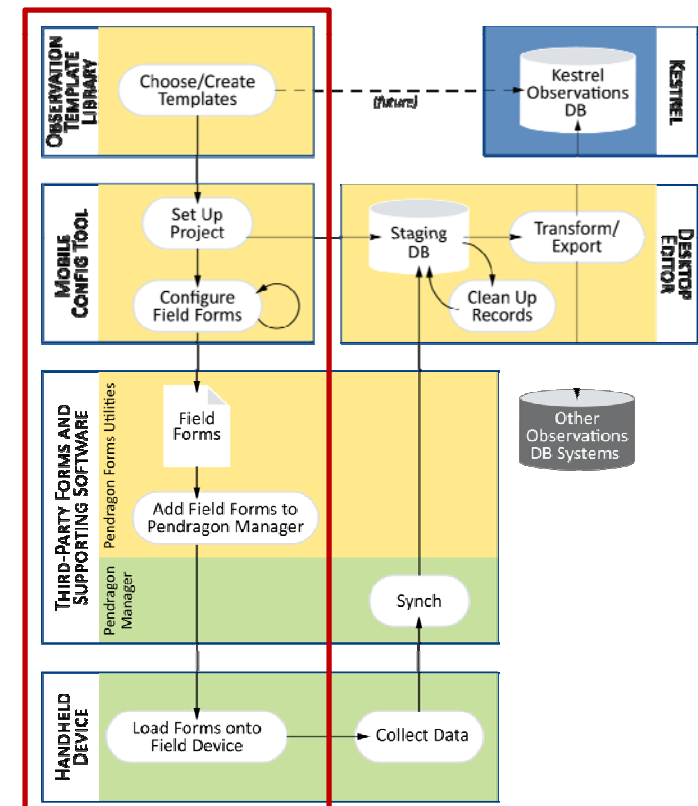 OBSERVATION
TEMPLATE
LIBRARY
Choose/Create
Templates
(future)
Kestrel
Observations
DB
KESTREL
MOBILE
CONFIG TOOL
Set Up
Project
Configure
Field Forms
Staging
DB
Transform/
Export
Clean Up
Records
DESKTOP
EDITOR
THIRD-PARTY FORMS AND
SUPPORTING SOFTWARE
Pendragon Forms Utilities
Field
Forms
Add Field Forms to
Pendragon Manager
Other
Observations
DB Systems
Pendragon
Manager
Synch
HANDHELD
DEVICE
Load Forms onto
Field Device
Collect Data